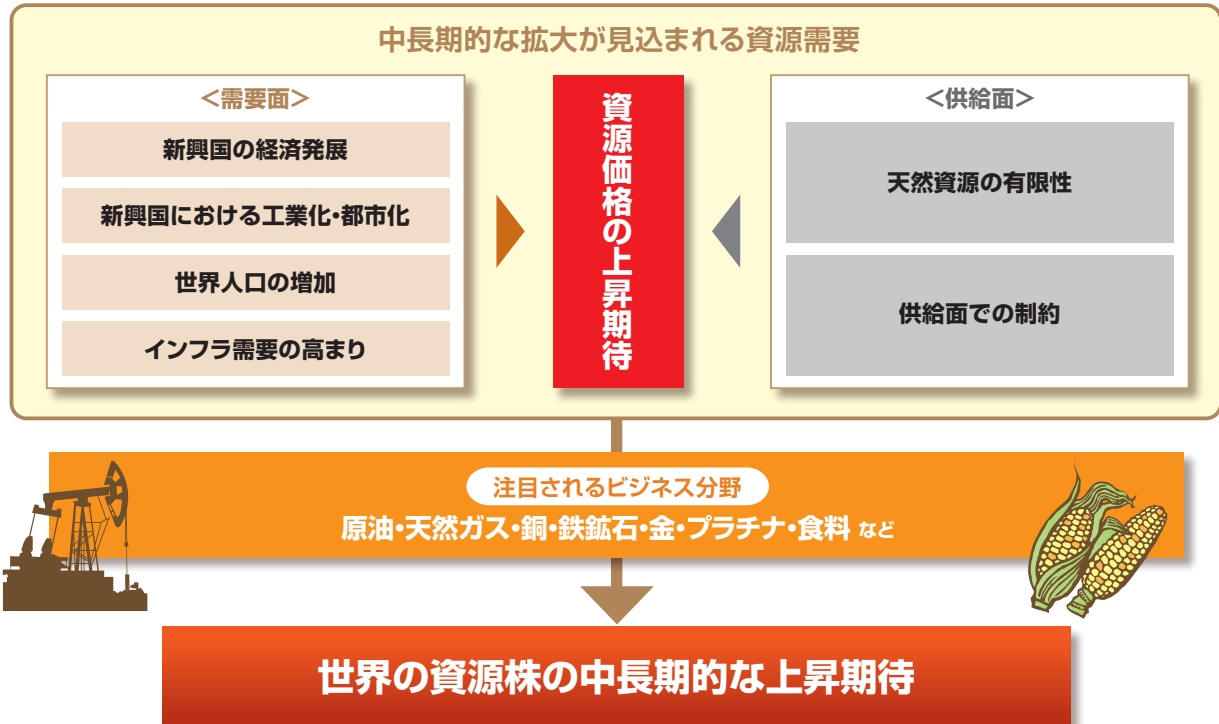 中長期的な拡大が見込まれる資源需要
＜需要面＞
新興国の経済発展
新興国における工業化・都市化
世界人口の増加
インフラ需要の高まり
資源価格の上昇期待
＜供給面＞
天然資源の有限性
供給面での制約
注目されるビジネス分野
原油・天然ガス・銅・鉄鉱石・金・プラチナ・食料 など
世界の資源株の中長期的な上昇期待